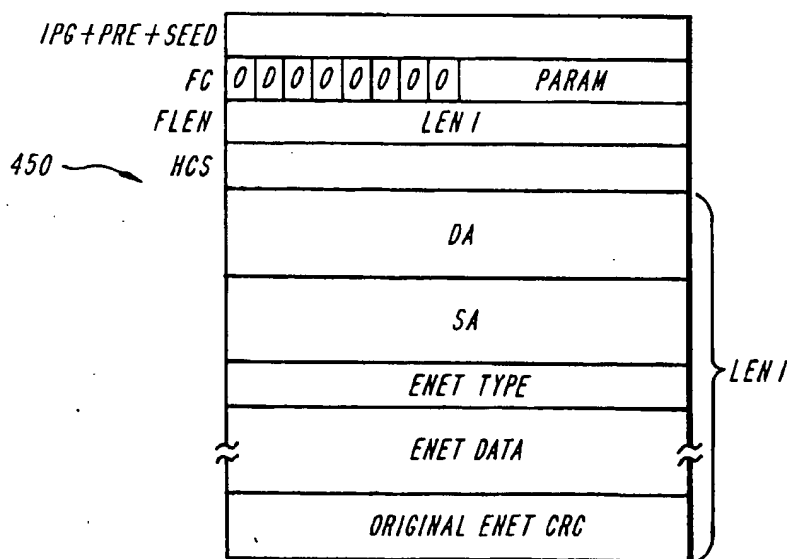 IPG+PRE+SEED
FC 0 D 0 0 0 0 0 0 PARAM
FLEN LEN 1
450 HCS
DA
SA
ENET TYPE
LEN 1
ENET DATA
ORIGINAL ENET CRC